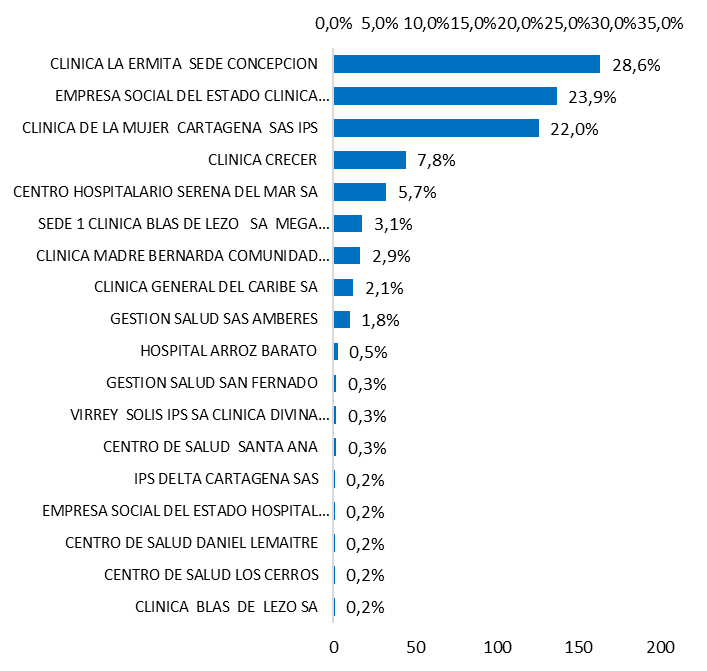 0,0% 5,0% 10,0% 15,0% 20,0% 25,0% 30,0% 35,0%
CLINICA LA ERMITA SEDE CONCEPCION 28,6%
EMPRESA SOCIAL DEL ESTADO CLINICA... 23,9%
CLINICA DE LA MUJER CARTAGENA SAS IPS 22,0%
CLINICA CRECER 7,8%
CENTRO HOSPITALARIO SERENA DEL MAR SA 5,7%
SEDE 1 CLINICA BLAS DE LEZO SA MEGA... 3,1%
CLINICA MADRE BERNARDA COMUNIDAD... 2,9%
CLINICA GENERAL DEL CARIBE SA 2,1%
GESTION SALUD SAS AMBERES 1,8%
HOSPITAL ARROZ BARATO 0,5%
GESTION SALUD SAN FERNADO 0,3%
VIRREY SOLIS IPS SA CLINICA DIVINA... 0,3%
CENTRO DE SALUD SANTA ANA 0,3%
IPS DELTA CARTAGENA SAS 0,2%
EMPRESA SOCIAL DEL ESTADO HOSPITAL... 0,2%
CENTRO DE SALUD DANIEL LEMAITRE 0,2%
CENTRO DE SALUD LOS CERROS 0,2%
CLINICA BLAS DE LEZO SA 0,2%
0 50 100 150 200